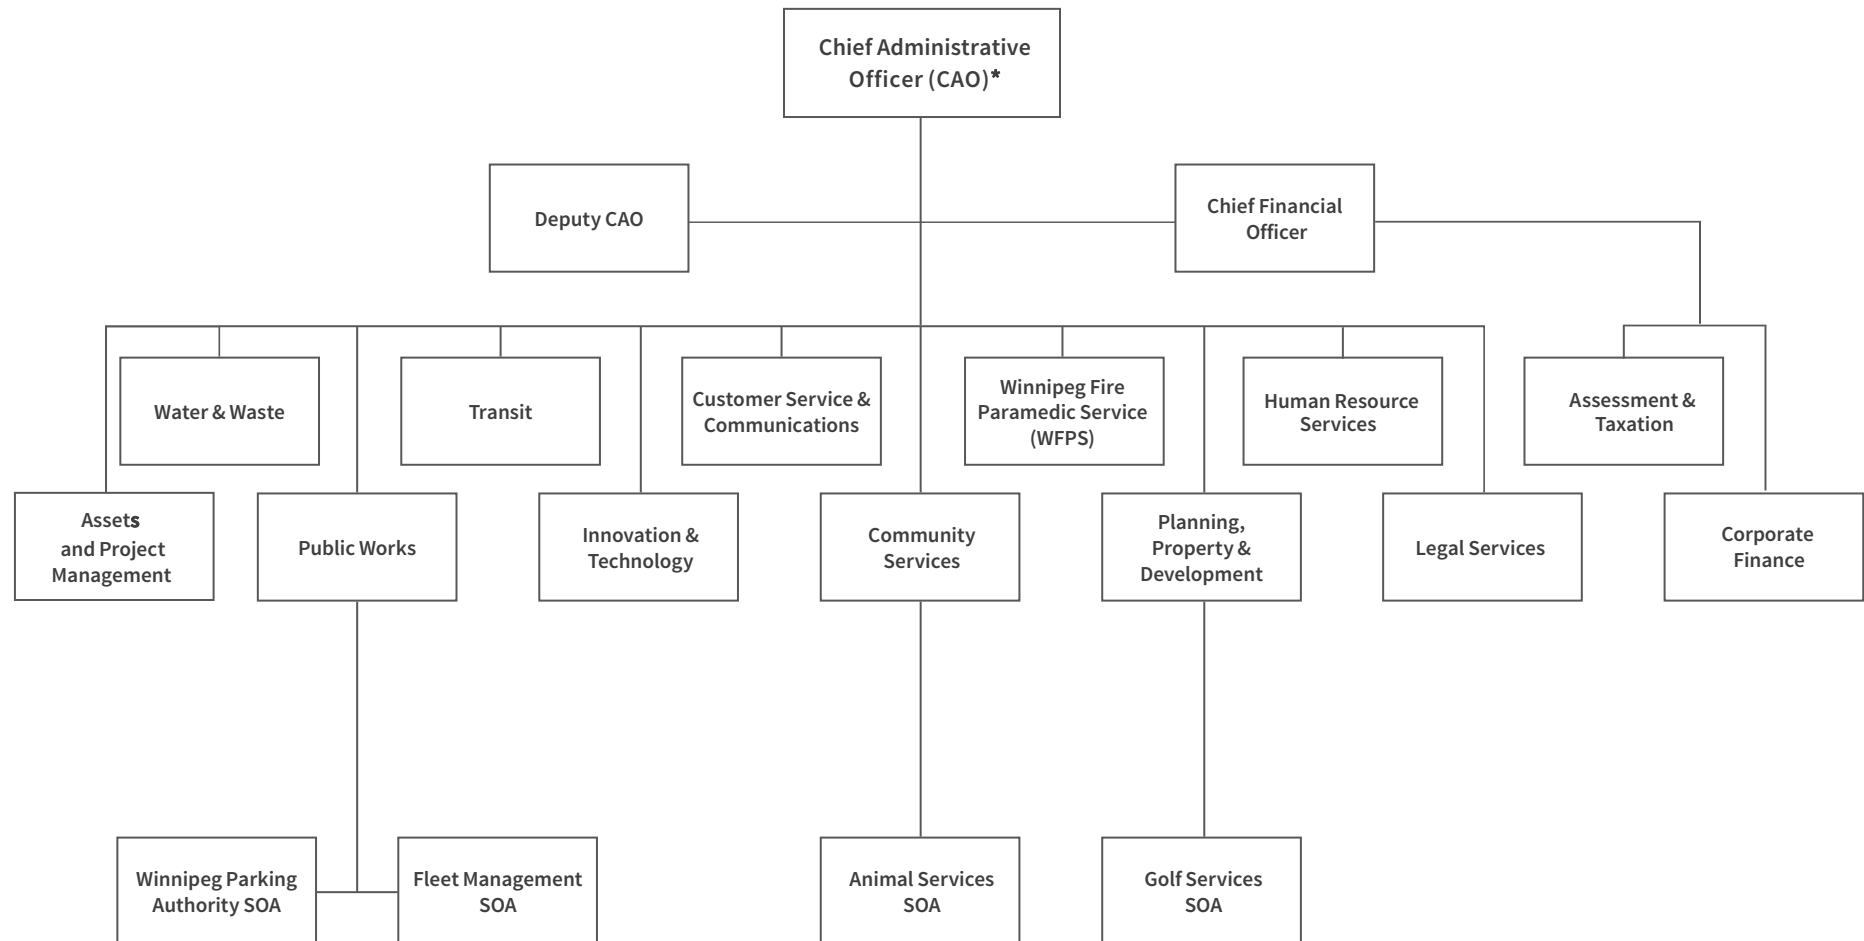 Chief Administrative
Officer (CAO)*
Deputy CAO
Chief Financial
Officer
Water & Waste
Transit
Customer Service &
Communications
Winnipeg Fire
Paramedic Service
(WFPS)
Human Resource
Services
Assessment &
Taxation
Assets
and Project
Management
Public Works
Innovation &
Technology
Community
Services
Planning,
Property &
Development
Legal Services
Corporate
Finance
Winnipeg Parking
Authority SOA
Fleet Management
SOA
Animal Services
SOA
Golf Services
SOA